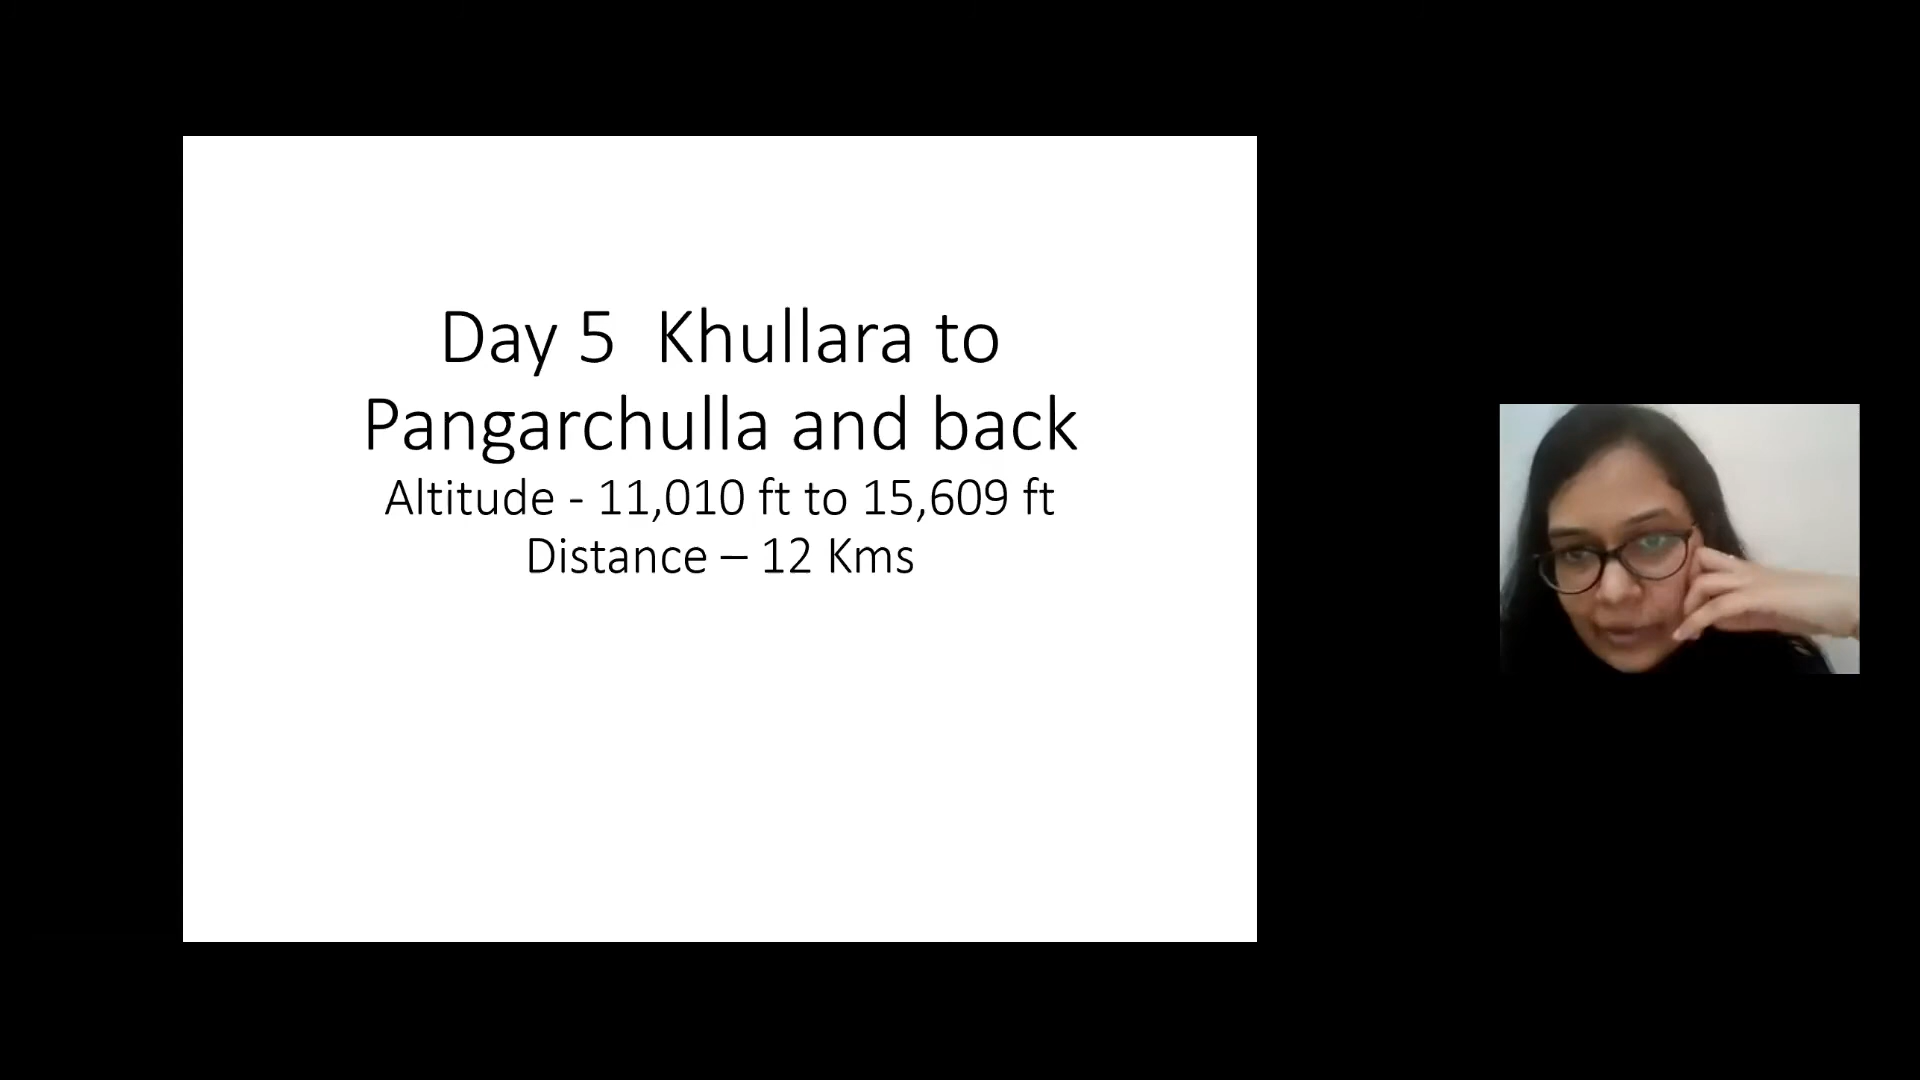 Day 5  Khullara to
Pangarchulla and back
Altitude - 11,010 ft to 15,609 ft
Distance – 12 Kms